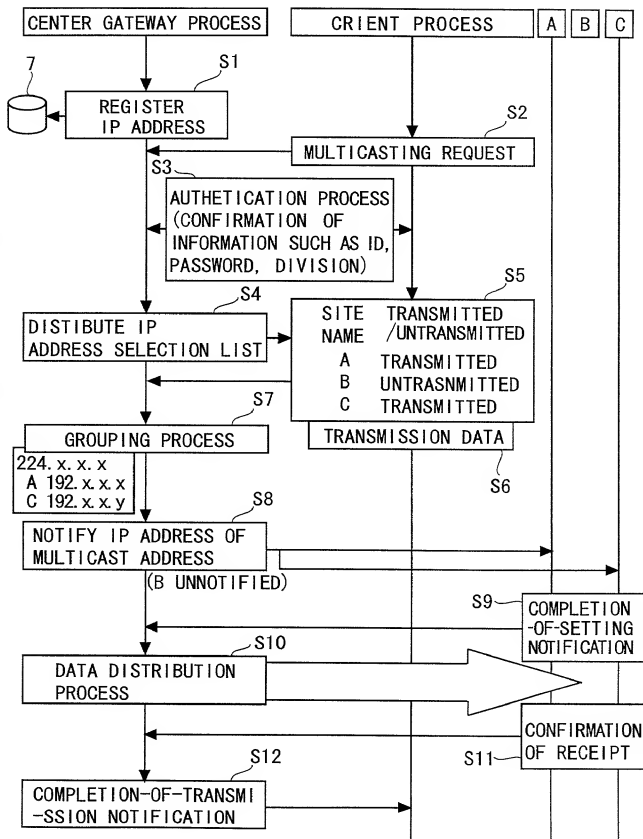 CENTER GATEWAY PROCESS
CRIENT PROCESS
A
B
C
7
S1
REGISTER
IP ADDRESS
S2
MULTICASTING REQUEST
S3
AUTHETICATION PROCESS
(CONFIRMATION OF
INFORMATION SUCH AS ID,
PASSWORD, DIVISION)
S4
DISTIBUTE IP
ADDRESS SELECTION LIST
S5
SITE TRANSMITTED
NAME /UNTRANSMITTED
A TRANSMITTED
B UNTRASNMITTED
C TRANSMITTED
TRANSMISSION DATA
S6
S7
GROUPING PROCESS
224.x.x.x
A 192.x.x.x
C 192.x.x.y
S8
NOTIFY IP ADDRESS OF
MULTICAST ADDRESS
(B UNNOTIFIED)
S9
COMPLETION
-OF-SETTING
NOTIFICATION
S10
DATA DISTRIBUTION
PROCESS
CONFIRMATION
OF RECEIPT
S11
S12
COMPLETION-OF-TRANSMI
-SSION NOTIFICATION